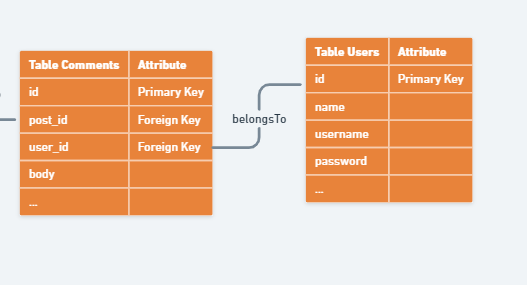 Table Comments Attribute
id Primary Key
post_id Foreign Key
user_id Foreign Key
body
...
belongsTo
Table Users Attribute
id Primary Key
name
username
password
...